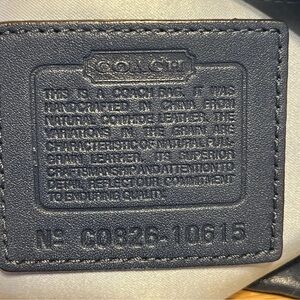 COACH
THIS IS A COACH BAG. IT WAS
HANDCRAFTED IN CHINA FROM
NATURAL COWHIDE LEATHER. THE
VARIATIONS IN THE GRAIN ARE
CHARACTERISTIC OF NATURAL FULL-
GRAIN LEATHER. ITS SUPERIOR
CRAFTSMANSHIP AND ATTENTION TO
DETAIL REFLECT OUR COMMITMENT
TO ENDURING QUALITY.
Nº C0826-10615